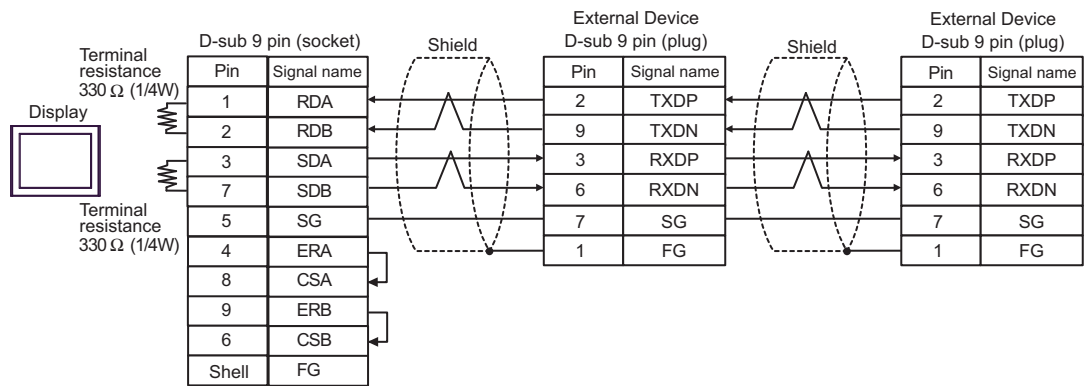 External Device
External Device
D-sub 9 pin (socket)
Shield
D-sub 9 pin (plug)
Shield
D-sub 9 pin (plug)
Terminal
resistance
330 Ω (1/4W)
Display
Terminal
resistance
330 Ω (1/4W)
Pin Signal name
1 RDA
2 RDB
3 SDA
7 SDB
5 SG
4 ERA
8 CSA
9 ERB
6 CSB
Shell FG
Pin Signal name
2 TXDP
9 TXDN
3 RXDP
6 RXDN
7 SG
1 FG
Pin Signal name
2 TXDP
9 TXDN
3 RXDP
6 RXDN
7 SG
1 FG